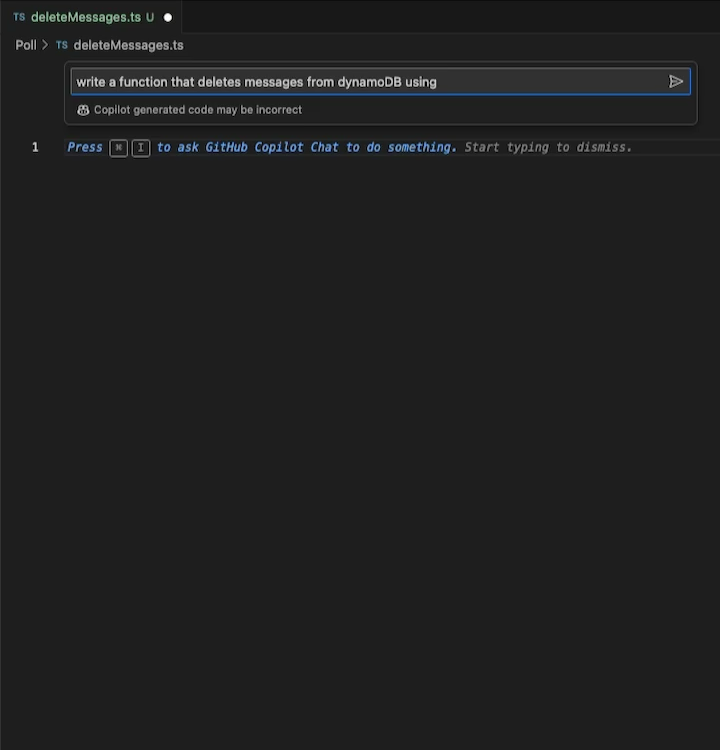 TS deleteMessages.ts U
Poll > TS deleteMessages.ts
write a function that deletes messages from dynamoDB using
Copilot generated code may be incorrect
1 Press ⌘ I to ask GitHub Copilot Chat to do something. Start typing to dismiss.